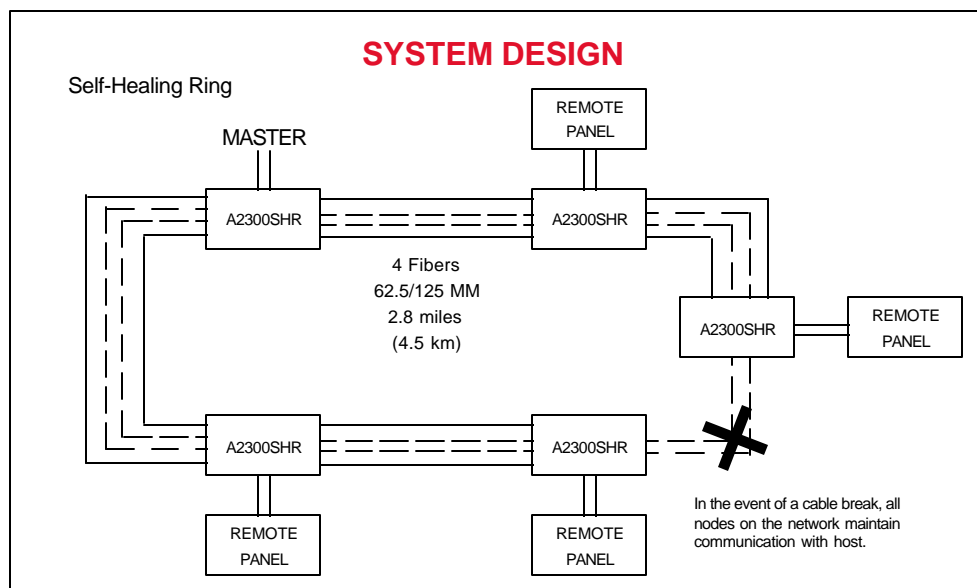 SYSTEM DESIGN
Self-Healing Ring
REMOTE
PANEL
MASTER
A2300SHR
A2300SHR
4 Fibers
62.5/125 MM
2.8 miles
(4.5 km)
A2300SHR
REMOTE
PANEL
A2300SHR
A2300SHR
In the event of a cable break, all
nodes on the network maintain
communication with host.
REMOTE
PANEL
REMOTE
PANEL